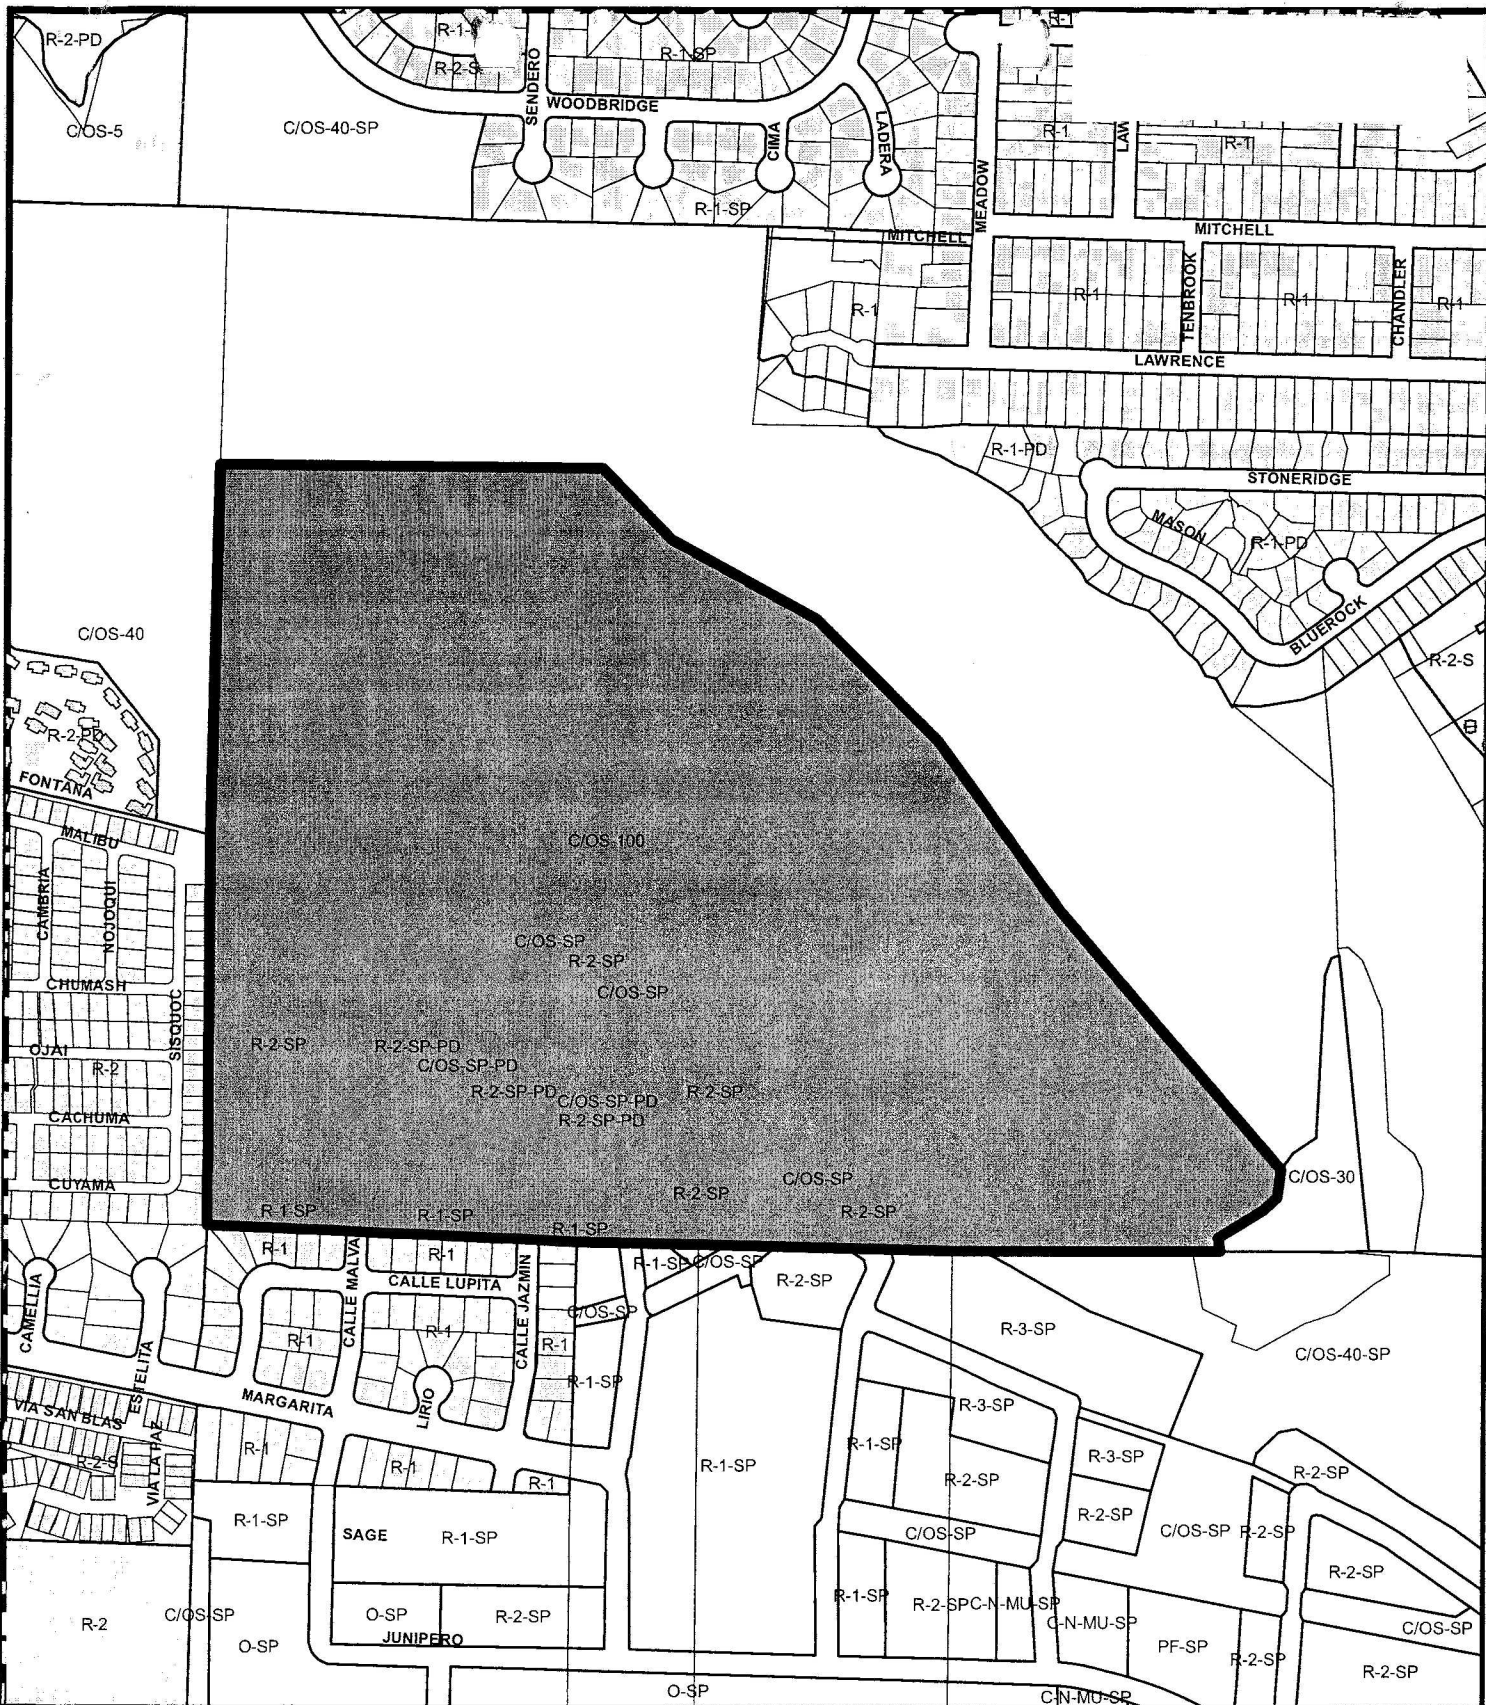 R-2-PD
R-1-
R-1
R-1-SP
R-2-S
SENDERO
WOODBRIDGE
C/OS-5
C/OS-40-SP
CIMA
LADERA
R-1
LAW
R-1
MEADOW
R-1-SP
MITCHELL
MITCHELL
TENBROOK
CHANDLER
R-1
R-1
R-1
R-1
LAWRENCE
R-1-PD
STONERIDGE
MASON
R-1-PD
BLUEROCK
C/OS-40
R-2-S
R-2-PD
FONTANA
MALIBU
C/OS-100
CAMBRIA
NOJOQUI
C/OS-SP
R-2-SP
CHUMASH
C/OS-SP
SISQUOC
R-2-SP
R-2-SP-PD
OJAI
R-2
C/OS-SP-PD
R-2-SP-PD
R-2-SP
C/OS-SP-PD
CACHUMA
R-2-SP-PD
CUYAMA
C/OS-SP
C/OS-30
R-2-SP
R-1-SP
R-1-SP
R-2-SP
R-1-SP
R-1
R-1
CALLE MALVA
R-1-SP
C/OS-SP
CALLE LUPITA
R-2-SP
CALLE JAZMIN
CAMELLIA
C/OS-SP
R-1
R-1
R-1
R-3-SP
C/OS-40-SP
ESTELITA
R-1-SP
MARGARITA
LIRIO
R-3-SP
VIA SAN BLAS
R-1
R-1-SP
R-3-SP
R-2-S
VIA LA PAZ
R-1
R-1-SP
R-2-SP
R-2-SP
R-1
R-1-SP
SAGE
R-1-SP
R-2-SP
C/OS-SP
C/OS-SP
R-2-SP
R-2-SP
R-2
C/OS-SP
O-SP
R-2-SP
R-1-SP
R-2-SP
C-N-MU-SP
C-N-MU-SP
C/OS-SP
O-SP
JUNIPERO
PF-SP
R-2-SP
R-2-SP
O-SP
C-N-MU-SP